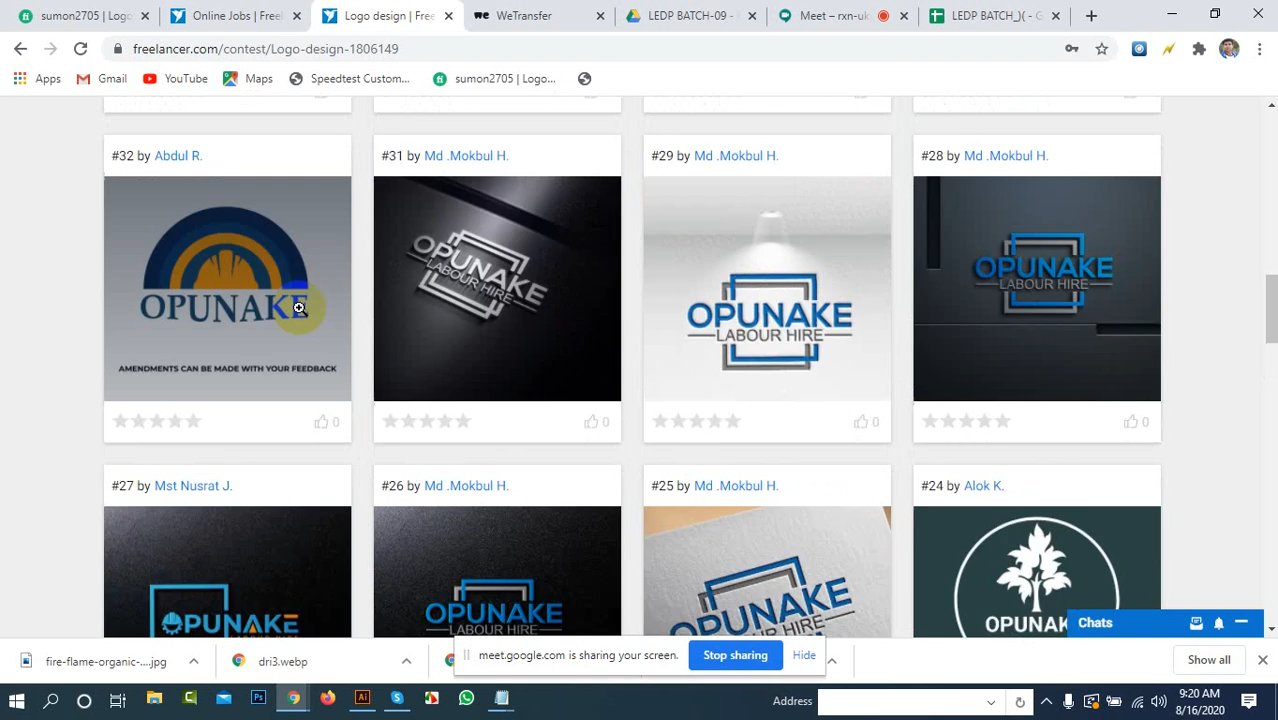 sumon2705 | Logo
Online Jobs | Freel
Logo design | Free
WeTransfer
LEDP BATCH-09 -
Meet – rxn-uk
LEDP BATCH_)( - G
freelancer.com/contest/Logo-design-1806149
Apps
Gmail
YouTube
Maps
Speedtest Custom...
sumon2705 | Logo...
#32 by Abdul R.
#31 by Md .Mokbul H.
#29 by Md .Mokbul H.
#28 by Md .Mokbul H.
OPUNAKE
AMENDMENTS CAN BE MADE WITH YOUR FEEDBACK
OPUNAKE
LABOUR HIRE
OPUNAKE
LABOUR HIRE
OPUNAKE
LABOUR HIRE
0
0
0
0
#27 by Mst Nusrat J.
#26 by Md .Mokbul H.
#25 by Md .Mokbul H.
#24 by Alok K.
OPUNAKE
OPUNAKE
OPUNAKE
LABOUR HIRE
Chats
fire-flame-organic-....jpg
dri3.webp
meet.google.com is sharing your screen.
Stop sharing
Hide
Show all
Address
9:20 AM
8/16/2020